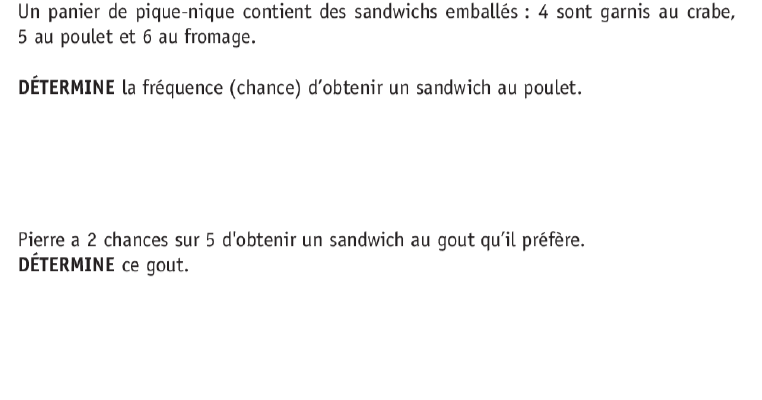 Un panier de pique-nique contient des sandwichs emballés : 4 sont garnis au crabe,
5 au poulet et 6 au fromage.
DÉTERMINE la fréquence (chance) d’obtenir un sandwich au poulet.
Pierre a 2 chances sur 5 d'obtenir un sandwich au gout qu’il préfère.
DÉTERMINE ce gout.